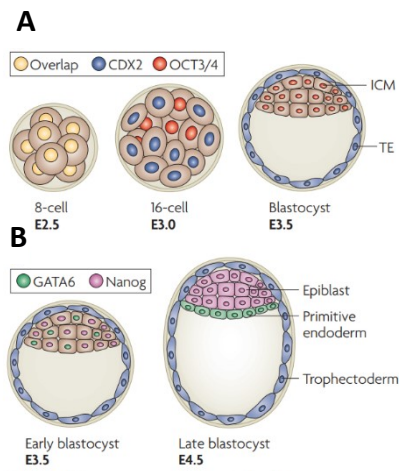 A
Overlap CDX2 OCT3/4
ICM
TE
8-cell
E2.5
16-cell
E3.0
Blastocyst
E3.5
B
GATA6 Nanog
Epiblast
Primitive
endoderm
Trophectoderm
Early blastocyst
E3.5
Late blastocyst
E4.5